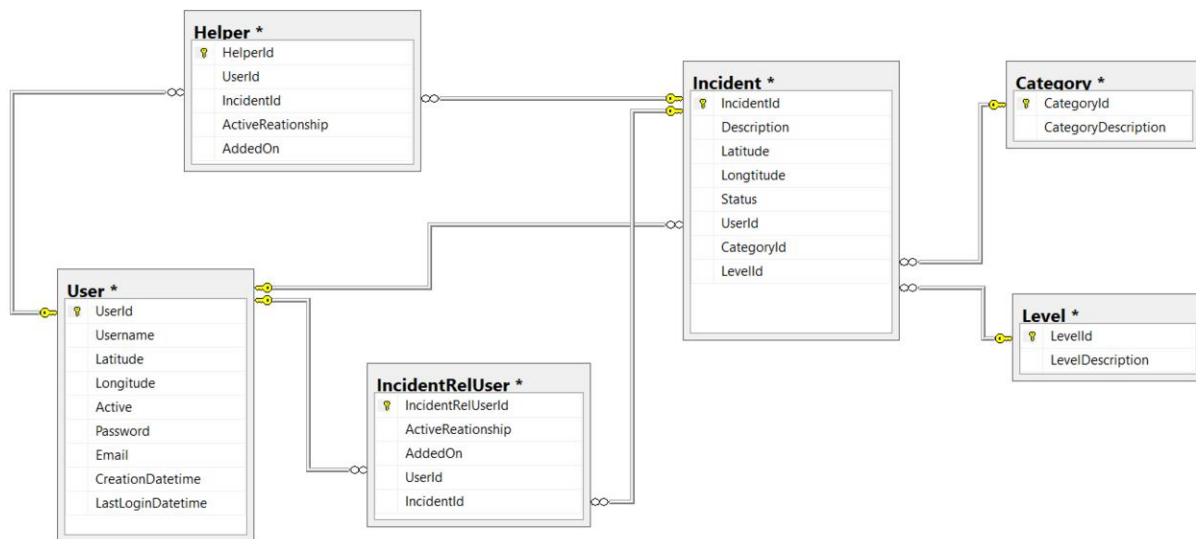 Helper *
HelperId
UserId
IncidentId
ActiveReationship
AddedOn
Incident *
IncidentId
Description
Latitude
Longtitude
Status
UserId
CategoryId
LevelId
Category *
CategoryId
CategoryDescription
User *
UserId
Username
Latitude
Longitude
Active
Password
Email
CreationDatetime
LastLoginDatetime
IncidentRelUser *
IncidentRelUserId
ActiveReationship
AddedOn
UserId
IncidentId
Level *
LevelId
LevelDescription